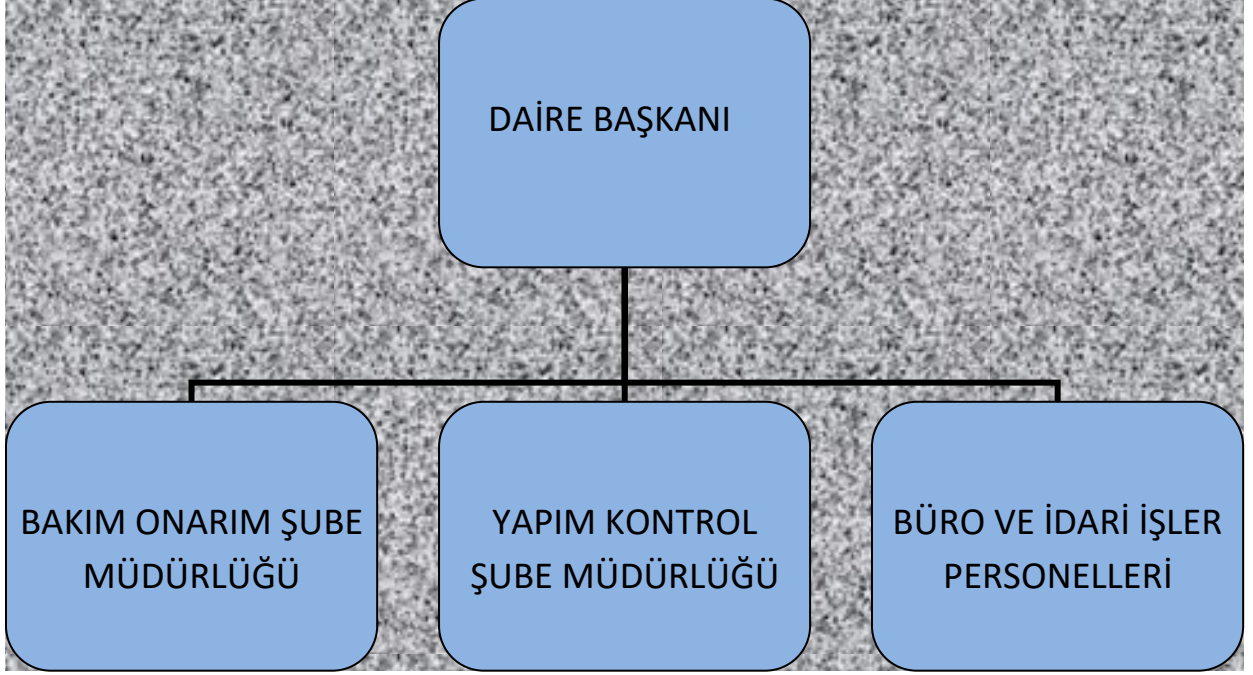 DAİRE BAŞKANI
BAKIM ONARIM ŞUBE
MÜDÜRLÜĞÜ
YAPIM KONTROL
ŞUBE MÜDÜRLÜĞÜ
BÜRO VE İDARİ İŞLER
PERSONELLERİ